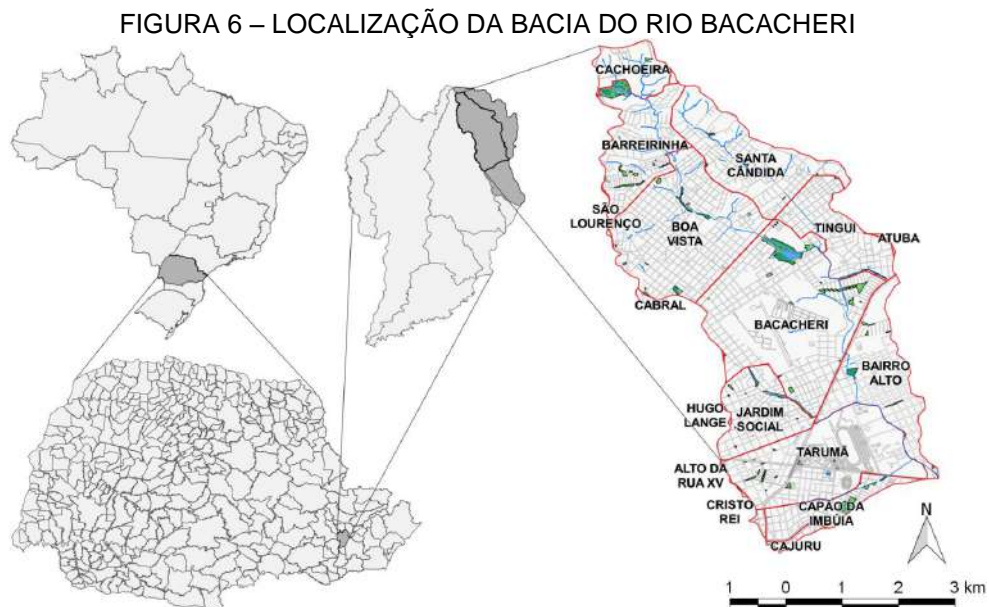 FIGURA 6 – LOCALIZAÇÃO DA BACIA DO RIO BACACHERI
CACHOEIRA
BARREIRINHA
SANTA
CÂNDIDA
SÃO
LOURENÇO
BOA
VISTA
TINGUI
ATUBA
CABRAL
BACACHERI
BAIRRO
ALTO
HUGO
LANGE
JARDIM
SOCIAL
TARUMÃ
ALTO DA
RUA XV
CRISTO
REI
CAPÃO DA
IMBÚIA
CAJURU
N
1 0 1 2 3 km